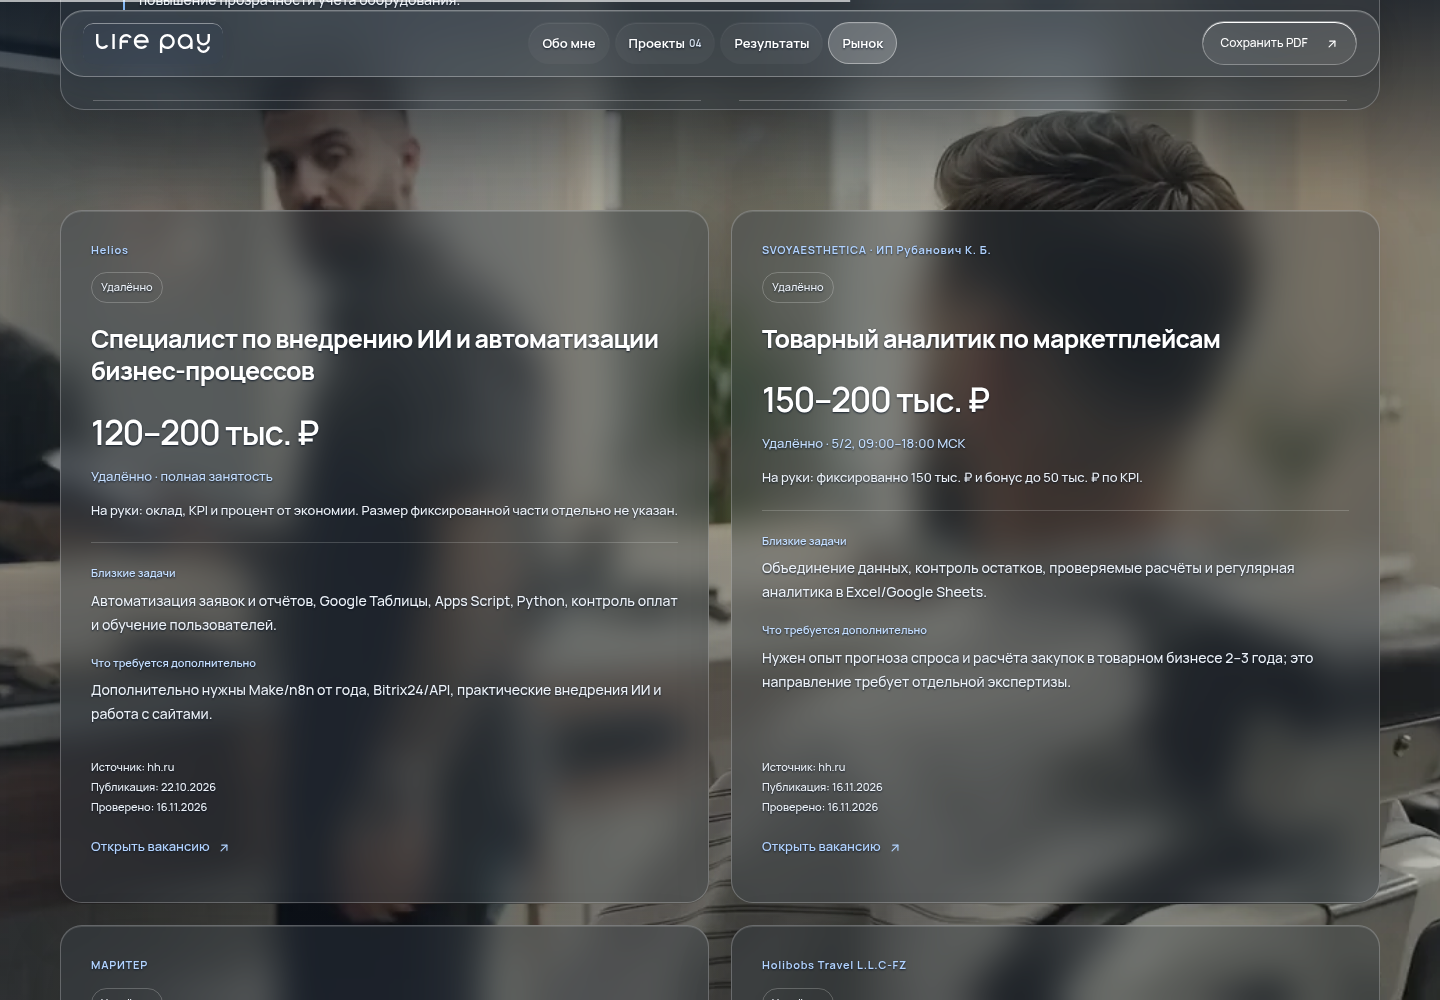 повышение прозрачности учёта оборудования.
LIFE PAY
Обо мне
Проекты 04
Результаты
Рынок
Сохранить PDF
Helios
Удалённо
Специалист по внедрению ИИ и автоматизации
бизнес-процессов
120–200 тыс. ₽
Удалённо · полная занятость
На руки: оклад, KPI и процент от экономии. Размер фиксированной части отдельно не указан.
Близкие задачи
Автоматизация заявок и отчётов, Google Таблицы, Apps Script, Python, контроль оплат
и обучение пользователей.
Что требуется дополнительно
Дополнительно нужны Make/n8n от года, Bitrix24/API, практические внедрения ИИ и
работа с сайтами.
Источник: hh.ru
Публикация: 22.10.2026
Проверено: 16.11.2026
Открыть вакансию
SVOYAESTHETICA · ИП Рубанович К. Б.
Удалённо
Товарный аналитик по маркетплейсам
150–200 тыс. ₽
Удалённо · 5/2, 09:00–18:00 МСК
На руки: фиксированно 150 тыс. ₽ и бонус до 50 тыс. ₽ по KPI.
Близкие задачи
Объединение данных, контроль остатков, проверяемые расчёты и регулярная
аналитика в Excel/Google Sheets.
Что требуется дополнительно
Нужен опыт прогноза спроса и расчёта закупок в товарном бизнесе 2–3 года; это
направление требует отдельной экспертизы.
Источник: hh.ru
Публикация: 16.11.2026
Проверено: 16.11.2026
Открыть вакансию
МАРИТЕР
Holibobs Travel L.L.C-FZ